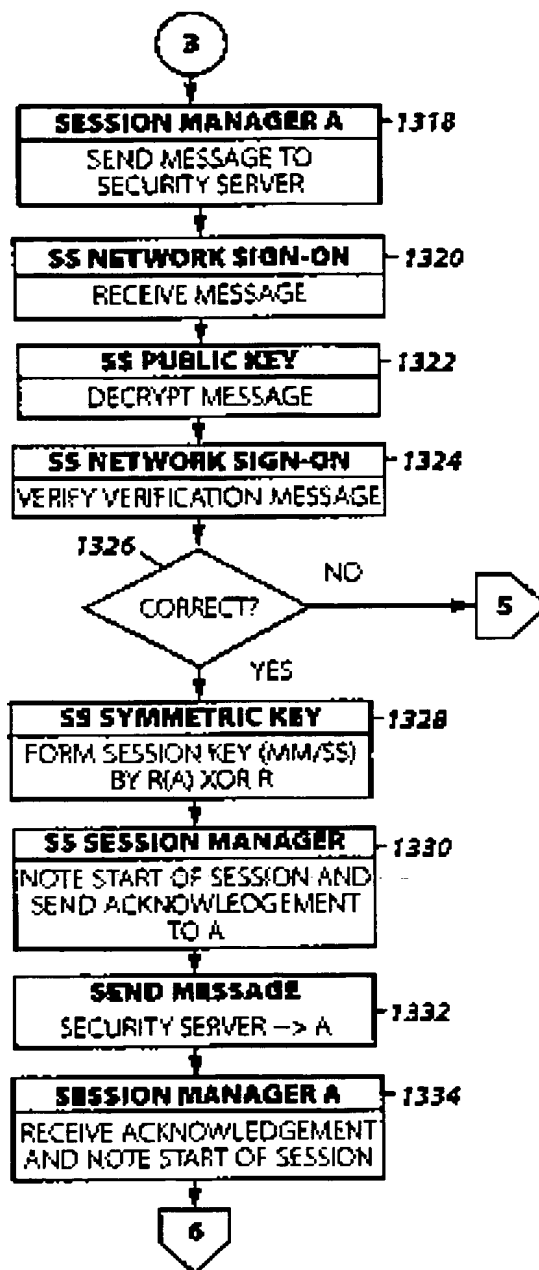 3
SESSION MANAGER A
1318
SEND MESSAGE TO
SECURITY SERVER
SS NETWORK SIGN-ON
1320
RECEIVE MESSAGE
SS PUBLIC KEY
1322
DECRYPT MESSAGE
SS NETWORK SIGN-ON
1324
VERIFY VERIFICATION MESSAGE
1326
CORRECT?
NO
5
YES
SS SYMMETRIC KEY
1328
FORM SESSION KEY (MM/SS)
BY R(A) XOR R
SS SESSION MANAGER
1330
NOTE START OF SESSION AND
SEND ACKNOWLEDGEMENT
TO A
SEND MESSAGE
SECURITY SERVER --> A
1332
SESSION MANAGER A
1334
RECEIVE ACKNOWLEDGEMENT
AND NOTE START OF SESSION
6